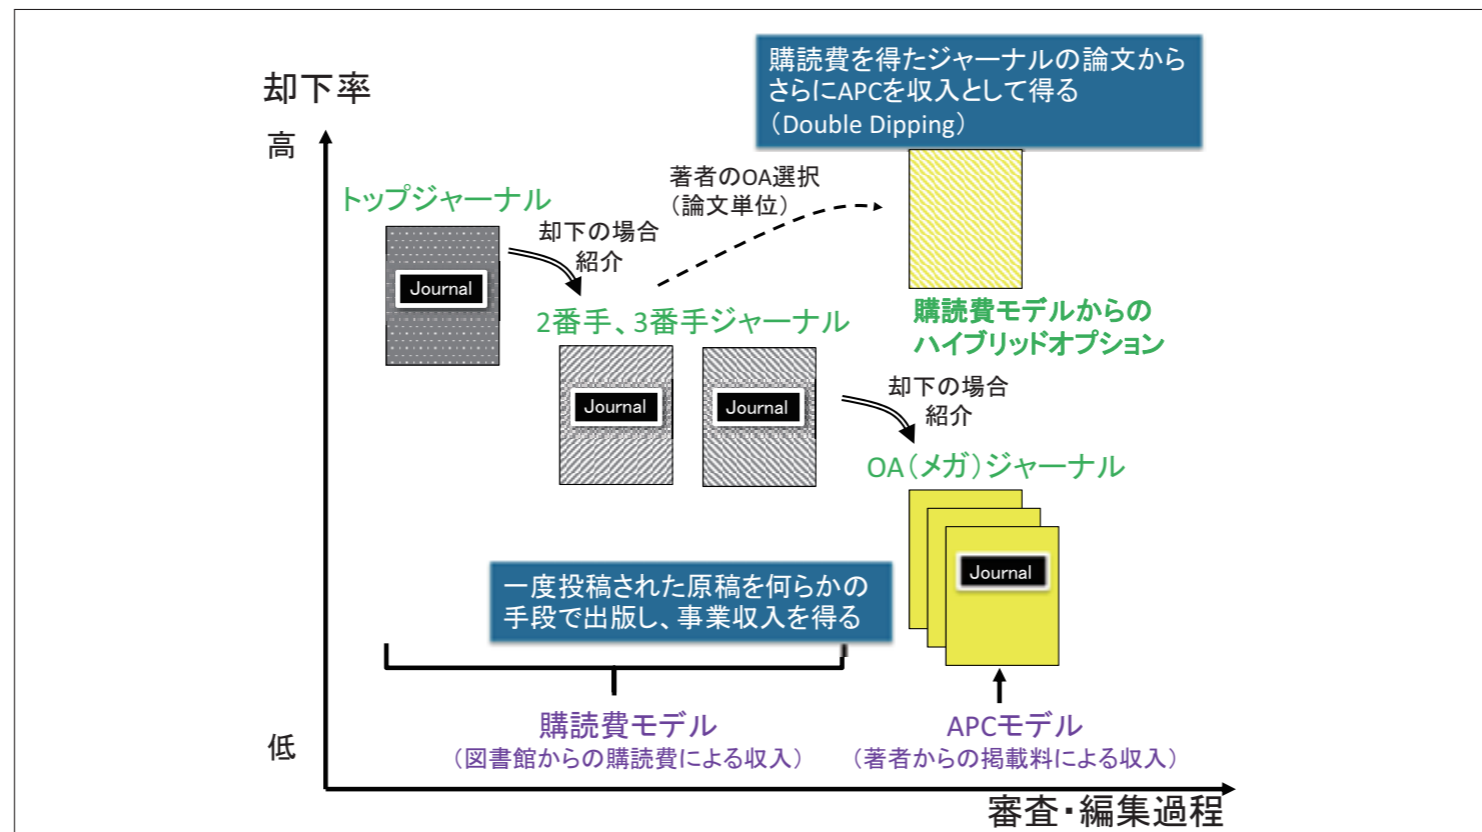 却下率
高
購読費を得たジャーナルの論文から
さらにAPCを収入として得る
（Double Dipping）
トップジャーナル
Journal
却下の場合
紹介
著者のOA選択
（論文単位）
購読費モデルからの
ハイブリッドオプション
2番手、3番手ジャーナル
Journal
Journal
却下の場合
紹介
OA（メガ）ジャーナル
Journal
一度投稿された原稿を何らかの
手段で出版し、事業収入を得る
購読費モデル
（図書館からの購読費による収入）
APCモデル
（著者からの掲載料による収入）
低
審査・編集過程